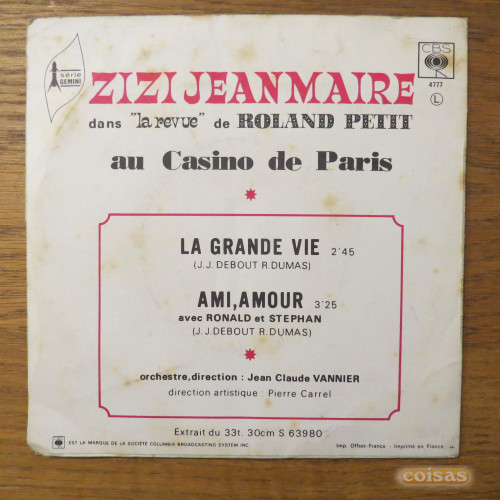 série
GEMINI
CBS
4777
L
ZIZI JEANMAIRE
dans "la revue" de ROLAND PETIT
au Casino de Paris
LA GRANDE VIE 2'45
(J.J. DEBOUT R.DUMAS)
AMI,AMOUR 3'25
avec RONALD et STEPHAN
(J.J.DEBOUT R.DUMAS)
orchestre,direction : Jean Claude VANNIER
direction artistique : Pierre Carrel
Extrait du 33t. 30cm S 63980
EST LA MARQUE DE LA SOCIÉTÉ COLUMBIA BROADCASTING SYSTEM INC.
Imp. Offset-France - Imprimé en France
coisas